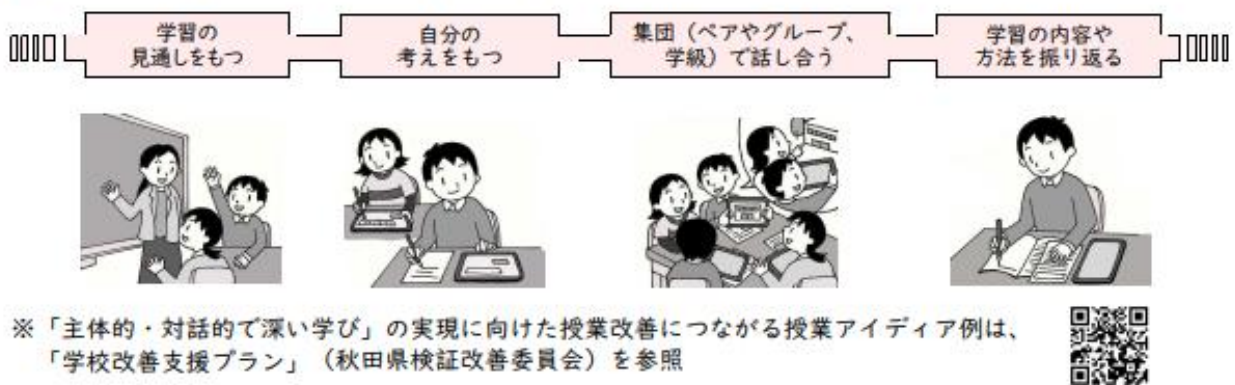 学習の
見通しをもつ
自分の
考えをもつ
集団（ペアやグループ、
学級）で話し合う
学習の内容や
方法を振り返る
※「主体的・対話的で深い学び」の実現に向けた授業改善につながる授業アイディア例は、
「学校改善支援プラン」（秋田県検証改善委員会）を参照